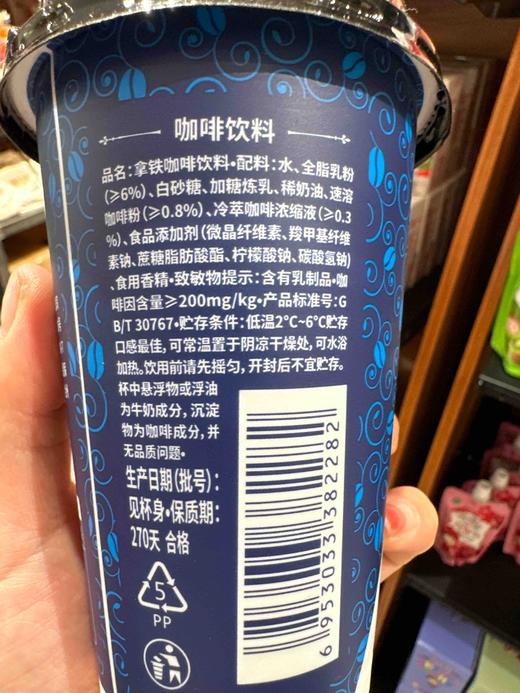 咖啡饮料
品名:拿铁咖啡饮料•配料:水、全脂乳粉
(≥6%)、白砂糖、加糖炼乳、稀奶油、速溶
咖啡粉(≥0.8%)、冷萃咖啡浓缩液(≥0.3
%)、食品添加剂(微晶纤维素、羧甲基纤维
素钠、蔗糖脂肪酸酯、柠檬酸钠、碳酸氢钠)
、食用香精•致敏物提示:含有乳制品•咖
啡因含量≥200mg/kg•产品标准号:G
B/T 30767•贮存条件:低温2°C~6°C贮存
口感最佳,可常温置于阴凉干燥处,可水浴
加热。饮用前请先摇匀,开封后不宜贮存。
杯中悬浮物或浮油
为牛奶成分,沉淀
物为咖啡成分,并
无品质问题•
生产日期(批号):
见杯身•保质期:
270天 合格
5
PP
6953033382282